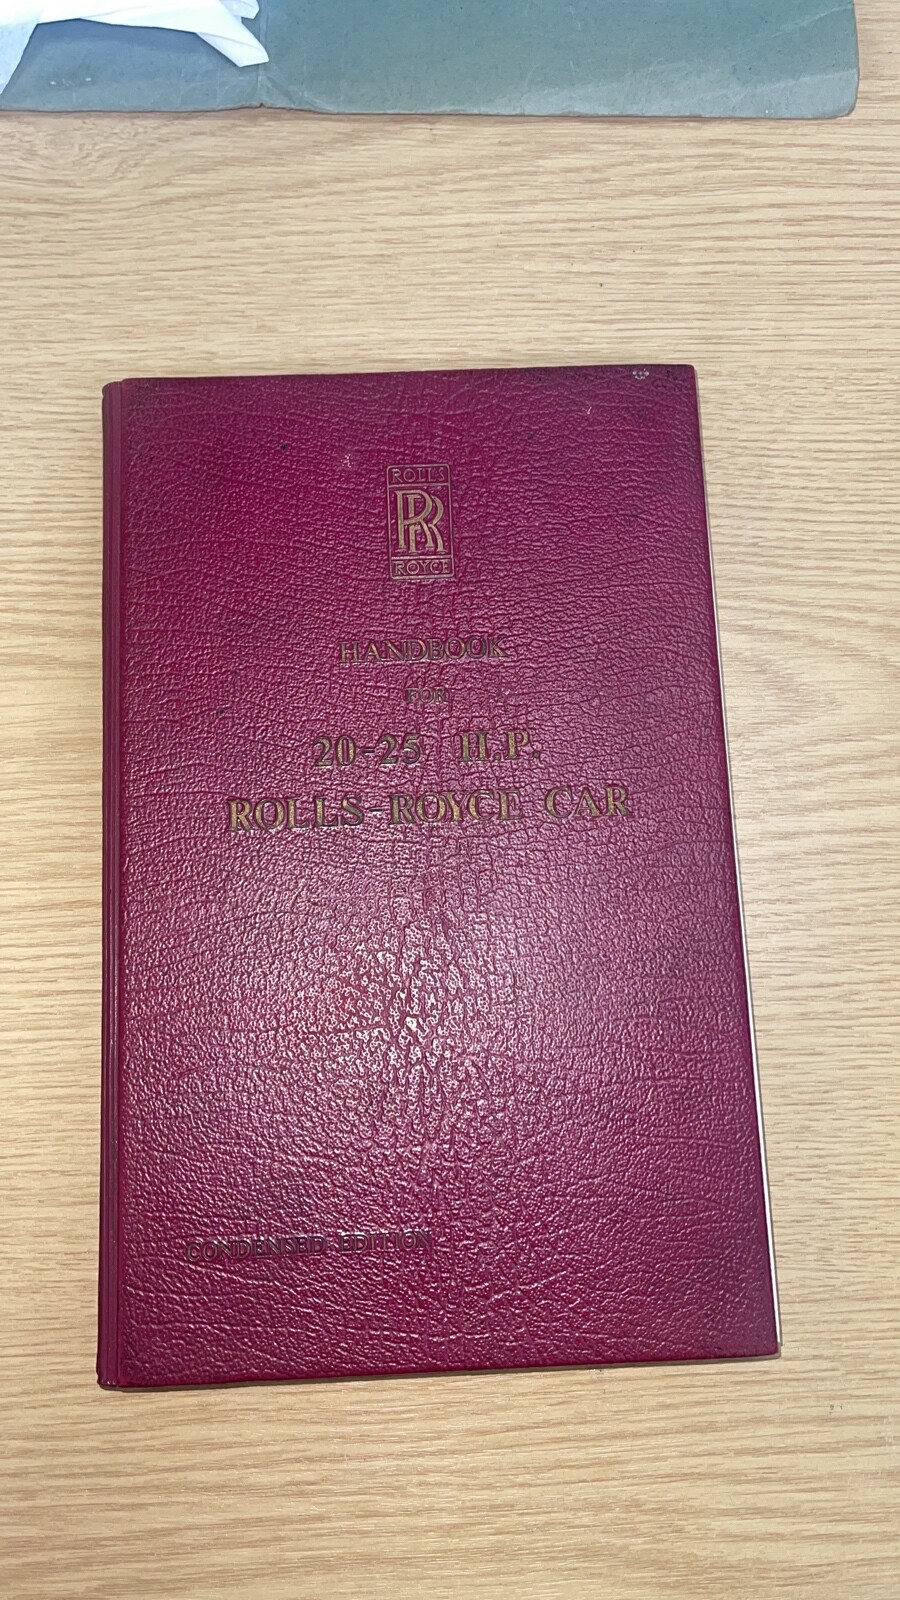 ROLLS
RR
ROYCE
HANDBOOK
FOR
20-25 H.P.
ROLLS-ROYCE CAR
CONDENSED EDITION